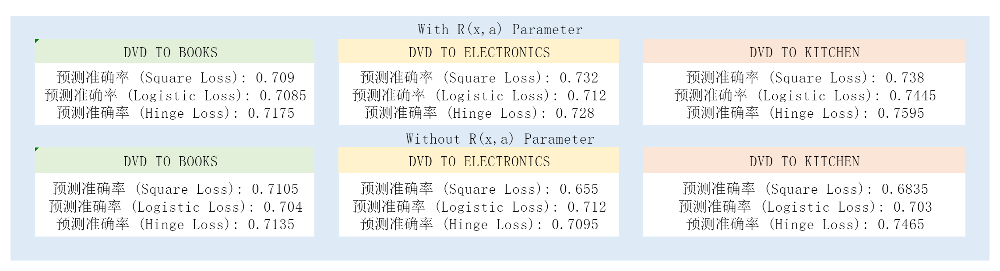 With R(x,a) Parameter
DVD TO BOOKS
预测准确率 (Square Loss): 0.709
预测准确率 (Logistic Loss): 0.7085
预测准确率 (Hinge Loss): 0.7175
DVD TO ELECTRONICS
预测准确率 (Square Loss): 0.732
预测准确率 (Logistic Loss): 0.712
预测准确率 (Hinge Loss): 0.728
DVD TO KITCHEN
预测准确率 (Square Loss): 0.738
预测准确率 (Logistic Loss): 0.7445
预测准确率 (Hinge Loss): 0.7595
Without R(x,a) Parameter
DVD TO BOOKS
预测准确率 (Square Loss): 0.7105
预测准确率 (Logistic Loss): 0.704
预测准确率 (Hinge Loss): 0.7135
DVD TO ELECTRONICS
预测准确率 (Square Loss): 0.655
预测准确率 (Logistic Loss): 0.712
预测准确率 (Hinge Loss): 0.7095
DVD TO KITCHEN
预测准确率 (Square Loss): 0.6835
预测准确率 (Logistic Loss): 0.703
预测准确率 (Hinge Loss): 0.7465